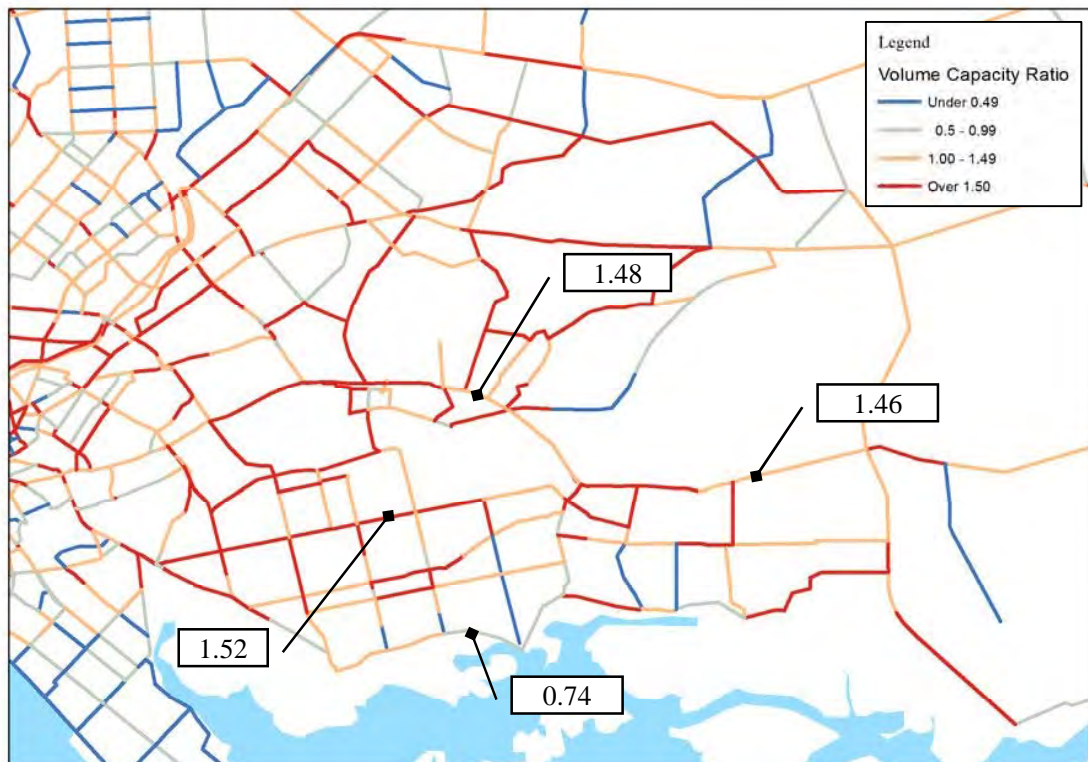 Legend
Volume Capacity Ratio
Under 0.49
0.5 - 0.99
1.00 - 1.49
Over 1.50
1.48
1.46
1.52
0.74